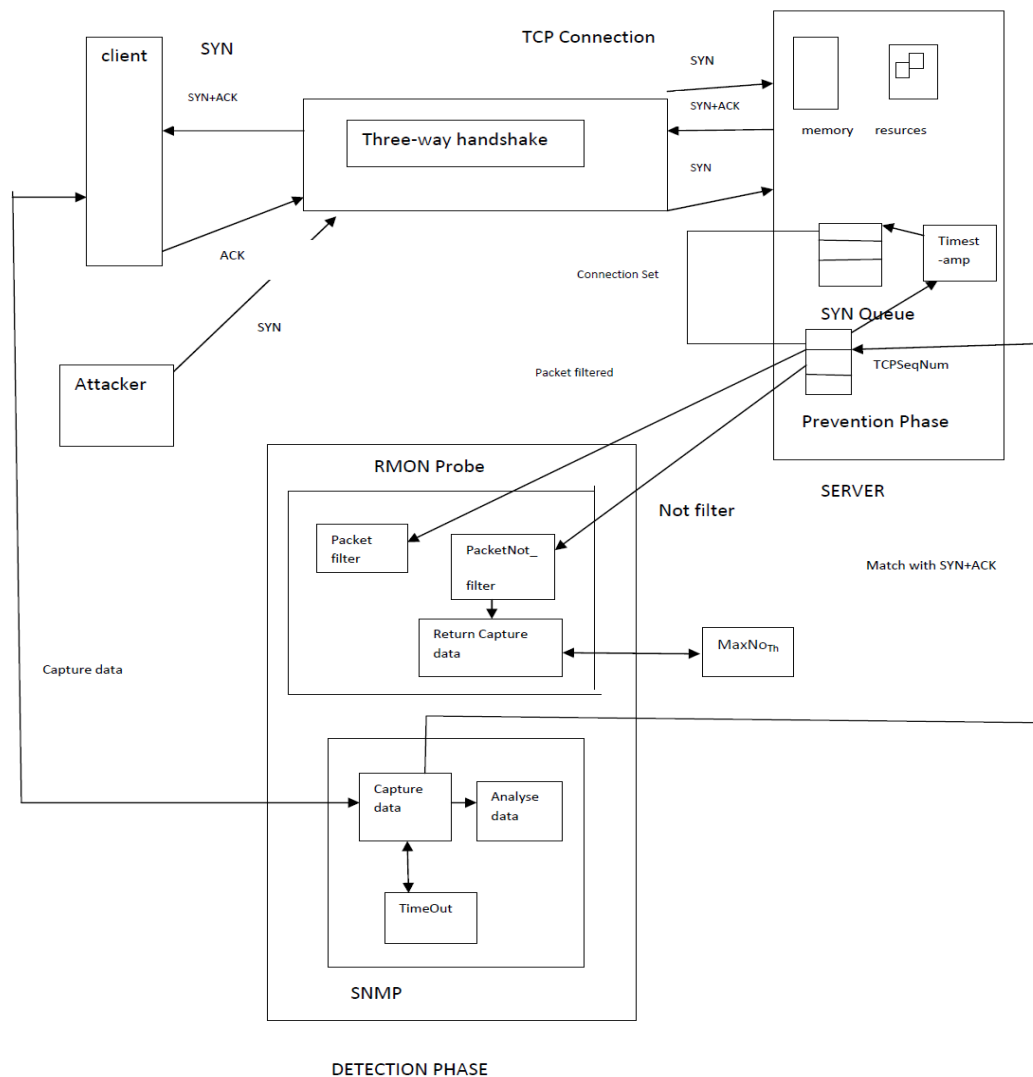 client
SYN
TCP Connection
SYN
SYN+ACK
SYN+ACK
memory
resurces
Three-way handshake
SYN
ACK
Timest
-amp
Connection Set
SYN Queue
SYN
TCPSeqNum
Packet filtered
Attacker
Prevention Phase
RMON Probe
SERVER
Not filter
Packet
filter
PacketNot_
filter
Match with SYN+ACK
Return Capture
data
MaxNoTh
Capture data
Capture
data
Analyse
data
TimeOut
SNMP
DETECTION PHASE